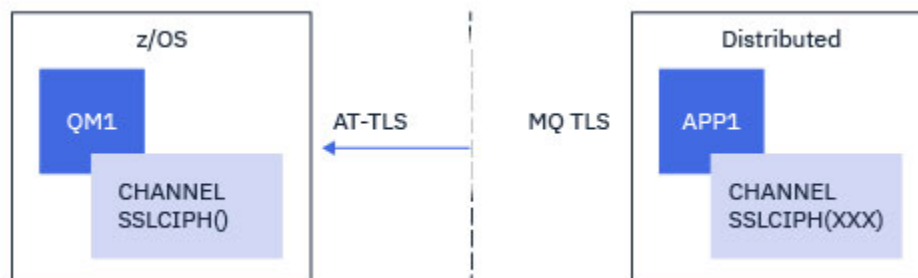 z/OS
QM1
CHANNEL
SSLCIPH()
AT-TLS
MQ TLS
Distributed
APP1
CHANNEL
SSLCIPH(XXX)